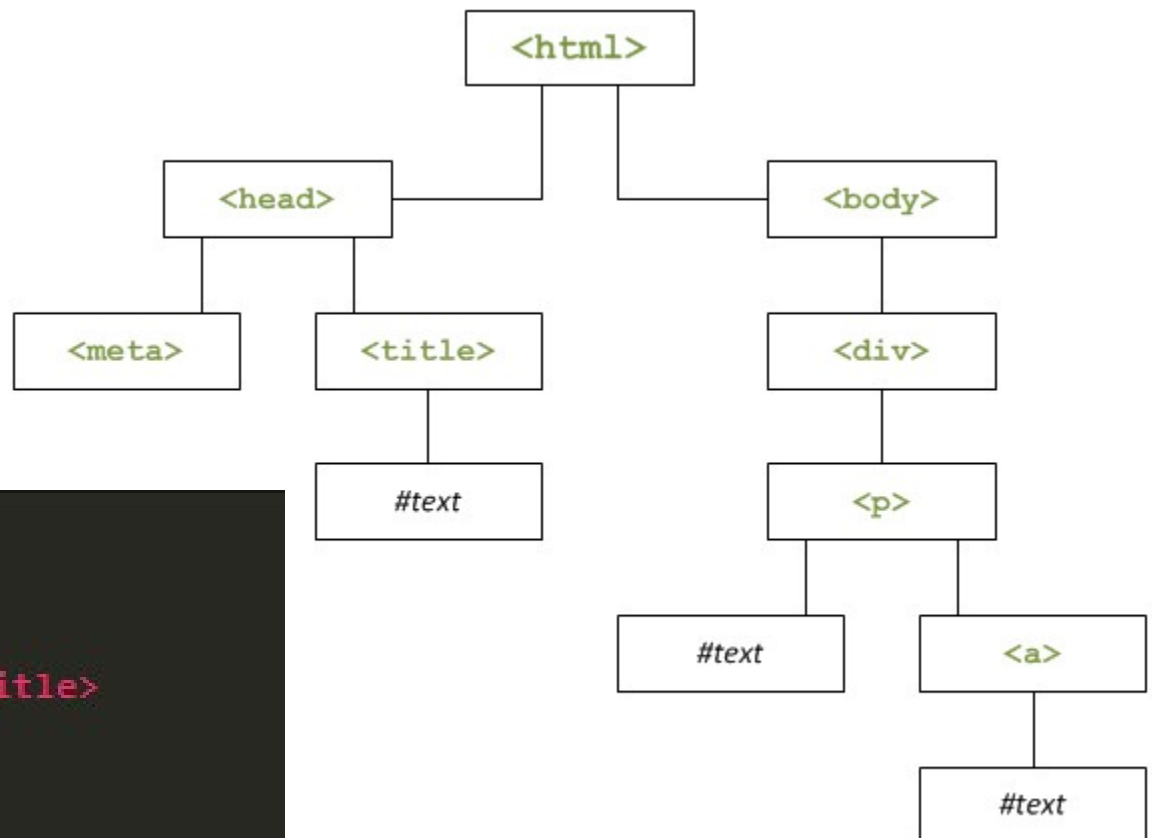 <html>
<head>
<body>
<meta>
<title>
<div>
#text
<p>
itle>
#text
<a>
#text